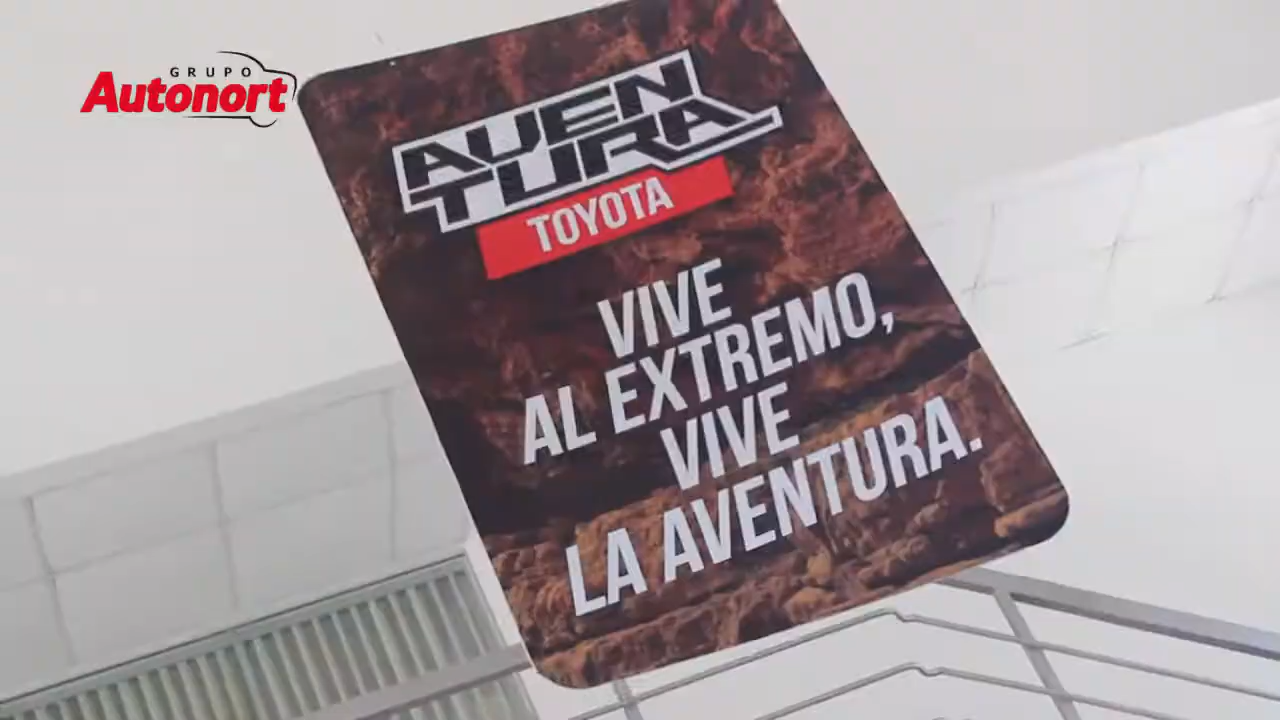 GRUPO
Autonort
AVEN
TURA
TOYOTA
VIVE
AL EXTREMO,
VIVE
LA AVENTURA.